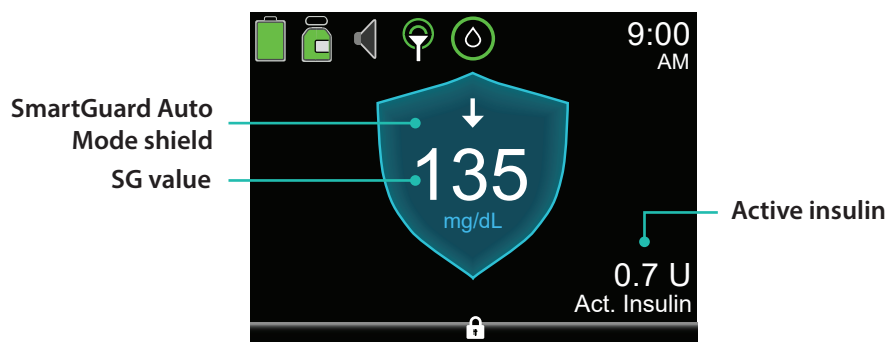 9:00
AM
SmartGuard Auto
Mode shield
135
SG value
mg/dL
Active insulin
0.7 U
Act. Insulin